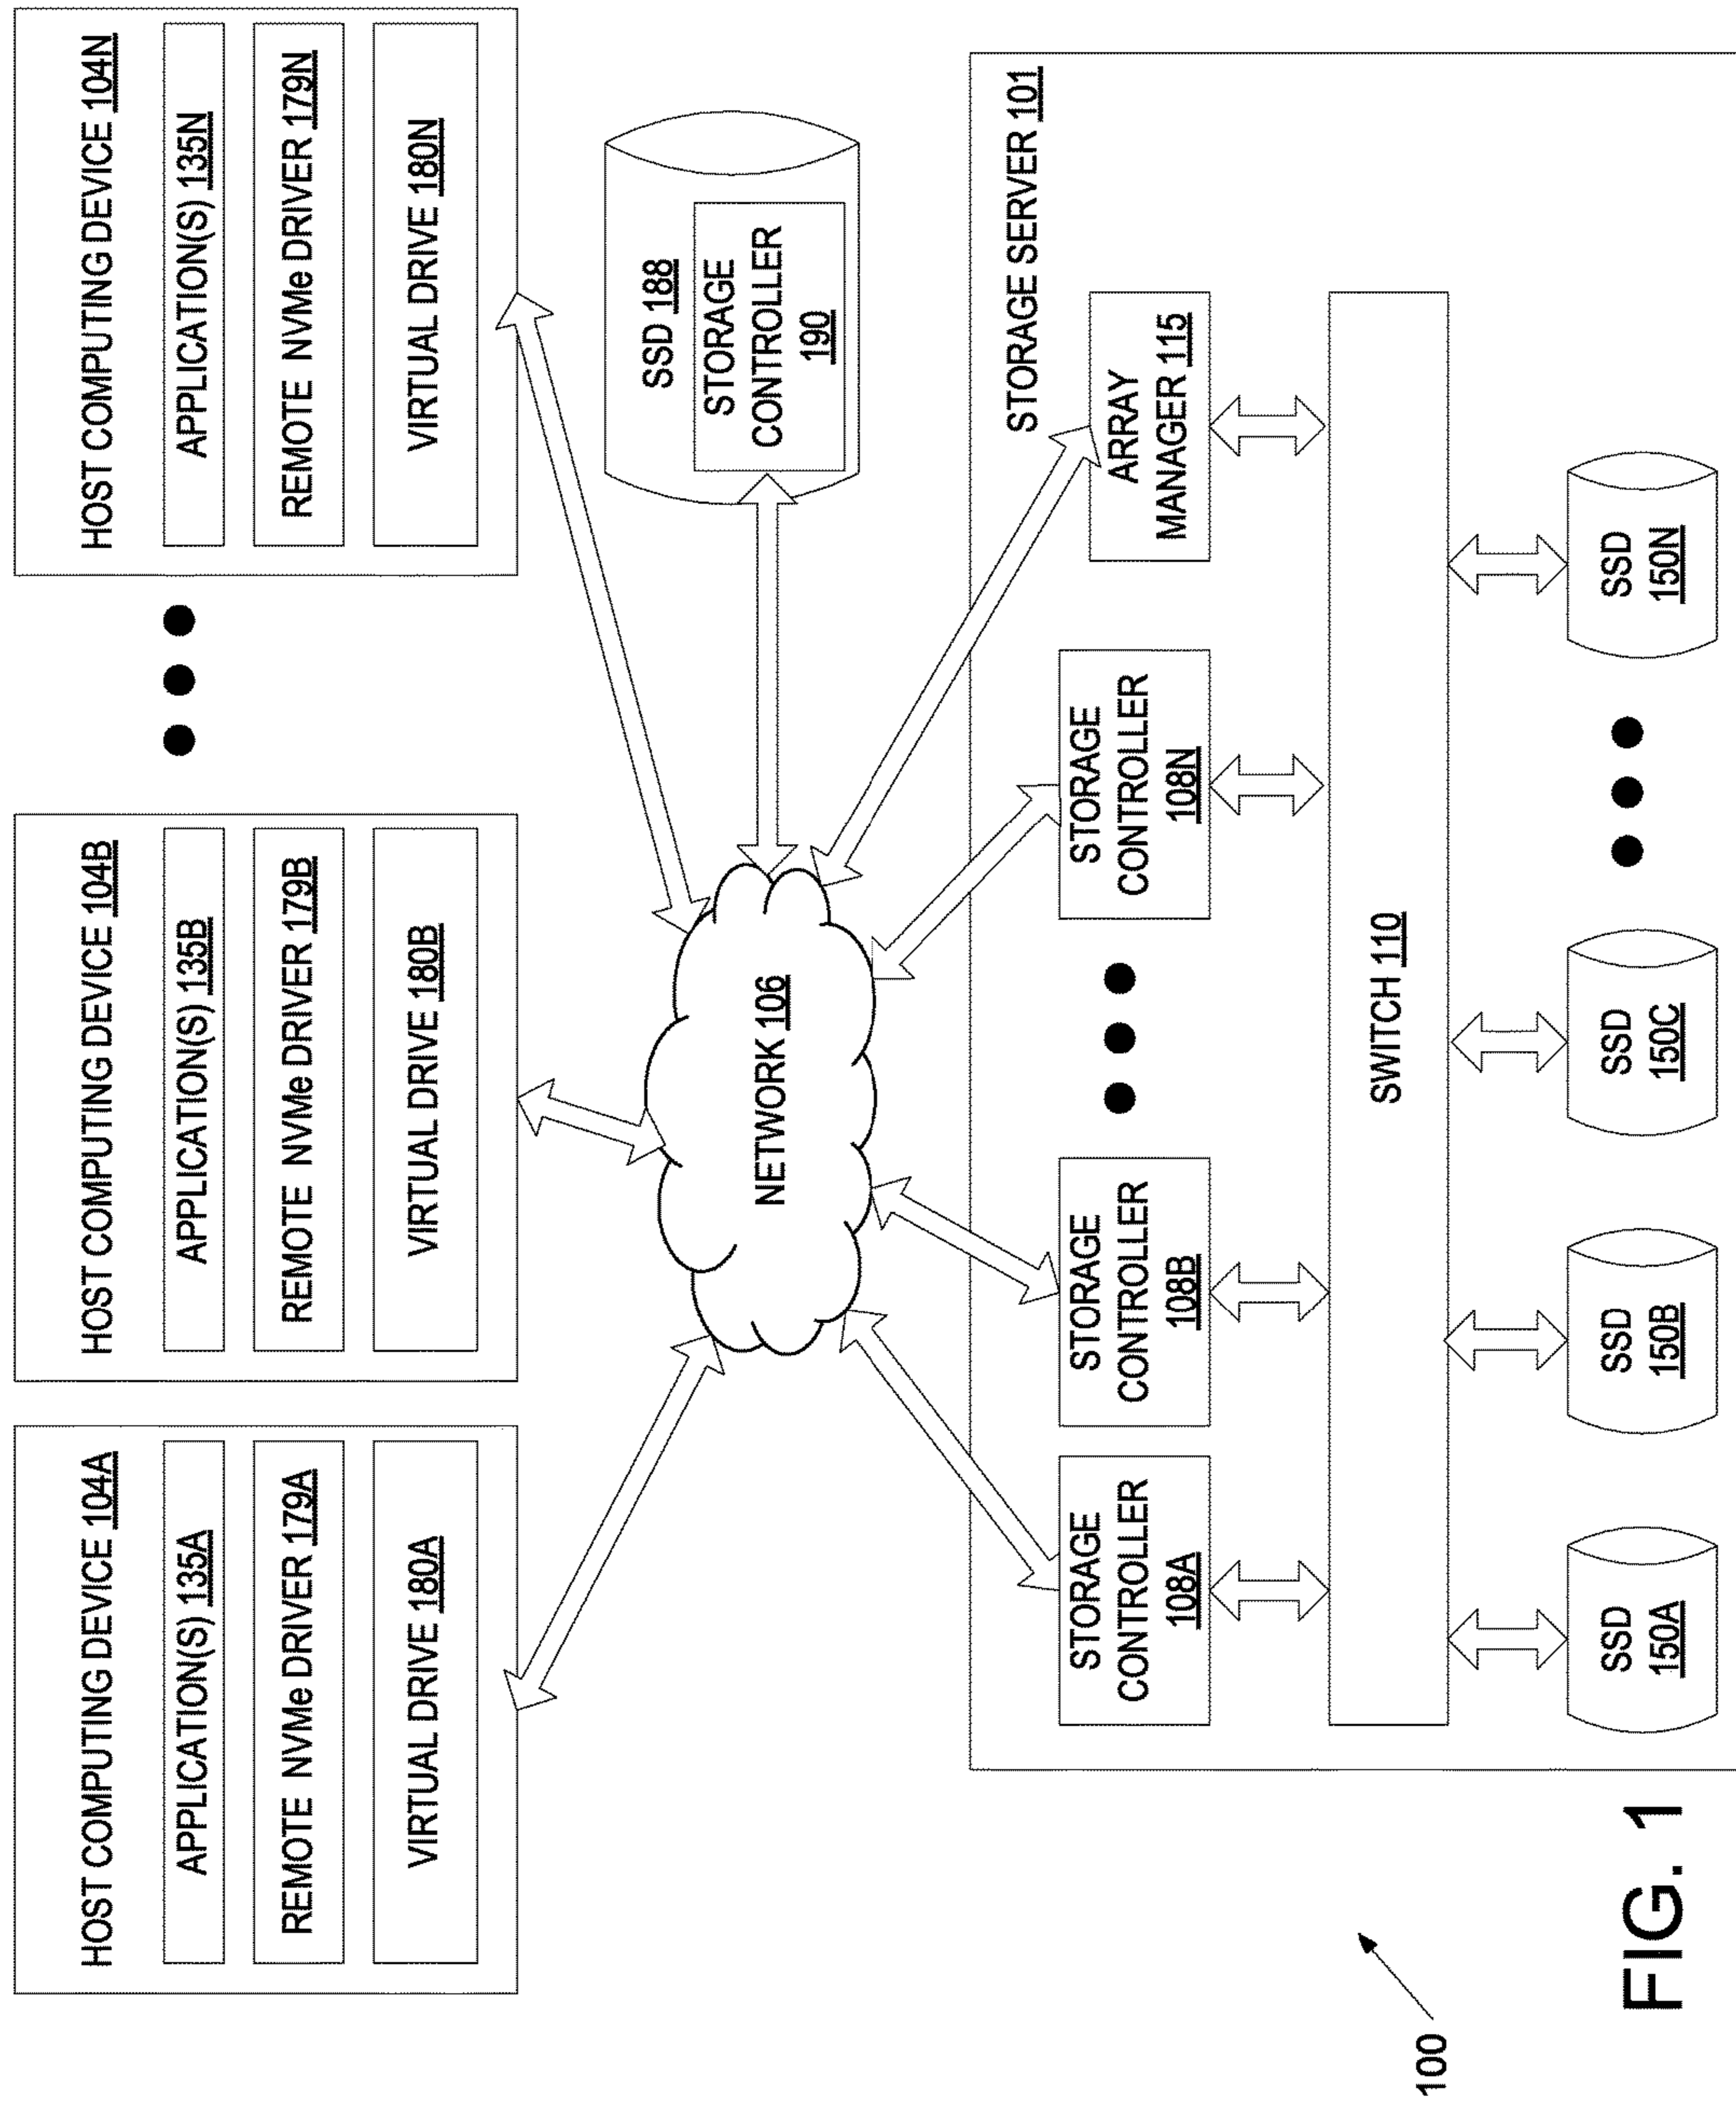 HOST COMPUTING DEVICE 104A
APPLICATION(S) 135A
REMOTE NVMe DRIVER 179A
VIRTUAL DRIVE 180A
HOST COMPUTING DEVICE 104B
APPLICATION(S) 135B
REMOTE NVMe DRIVER 179B
VIRTUAL DRIVE 180B
HOST COMPUTING DEVICE 104N
APPLICATION(S) 135N
REMOTE NVMe DRIVER 179N
VIRTUAL DRIVE 180N
NETWORK 106
SSD 188
STORAGE
CONTROLLER
190
STORAGE SERVER 101
STORAGE
CONTROLLER
108A
STORAGE
CONTROLLER
108B
STORAGE
CONTROLLER
108N
ARRAY
MANAGER 115
SWITCH 110
SSD
150A
SSD
150B
SSD
150C
SSD
150N
100
FIG. 1